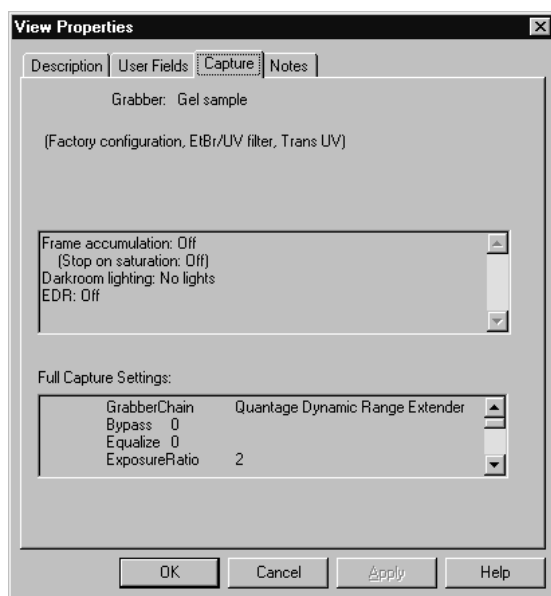 View Properties
Description User Fields Capture Notes
Grabber: Gel sample
(Factory configuration, EtBr/UV filter, Trans UV)
Frame accumulation: Off
(Stop on saturation: Off)
Darkroom lighting: No lights
EDR: Off
Full Capture Settings:
GrabberChain Quantage Dynamic Range Extender
Bypass 0
Equalize 0
ExposureRatio 2
OK Cancel Apply Help